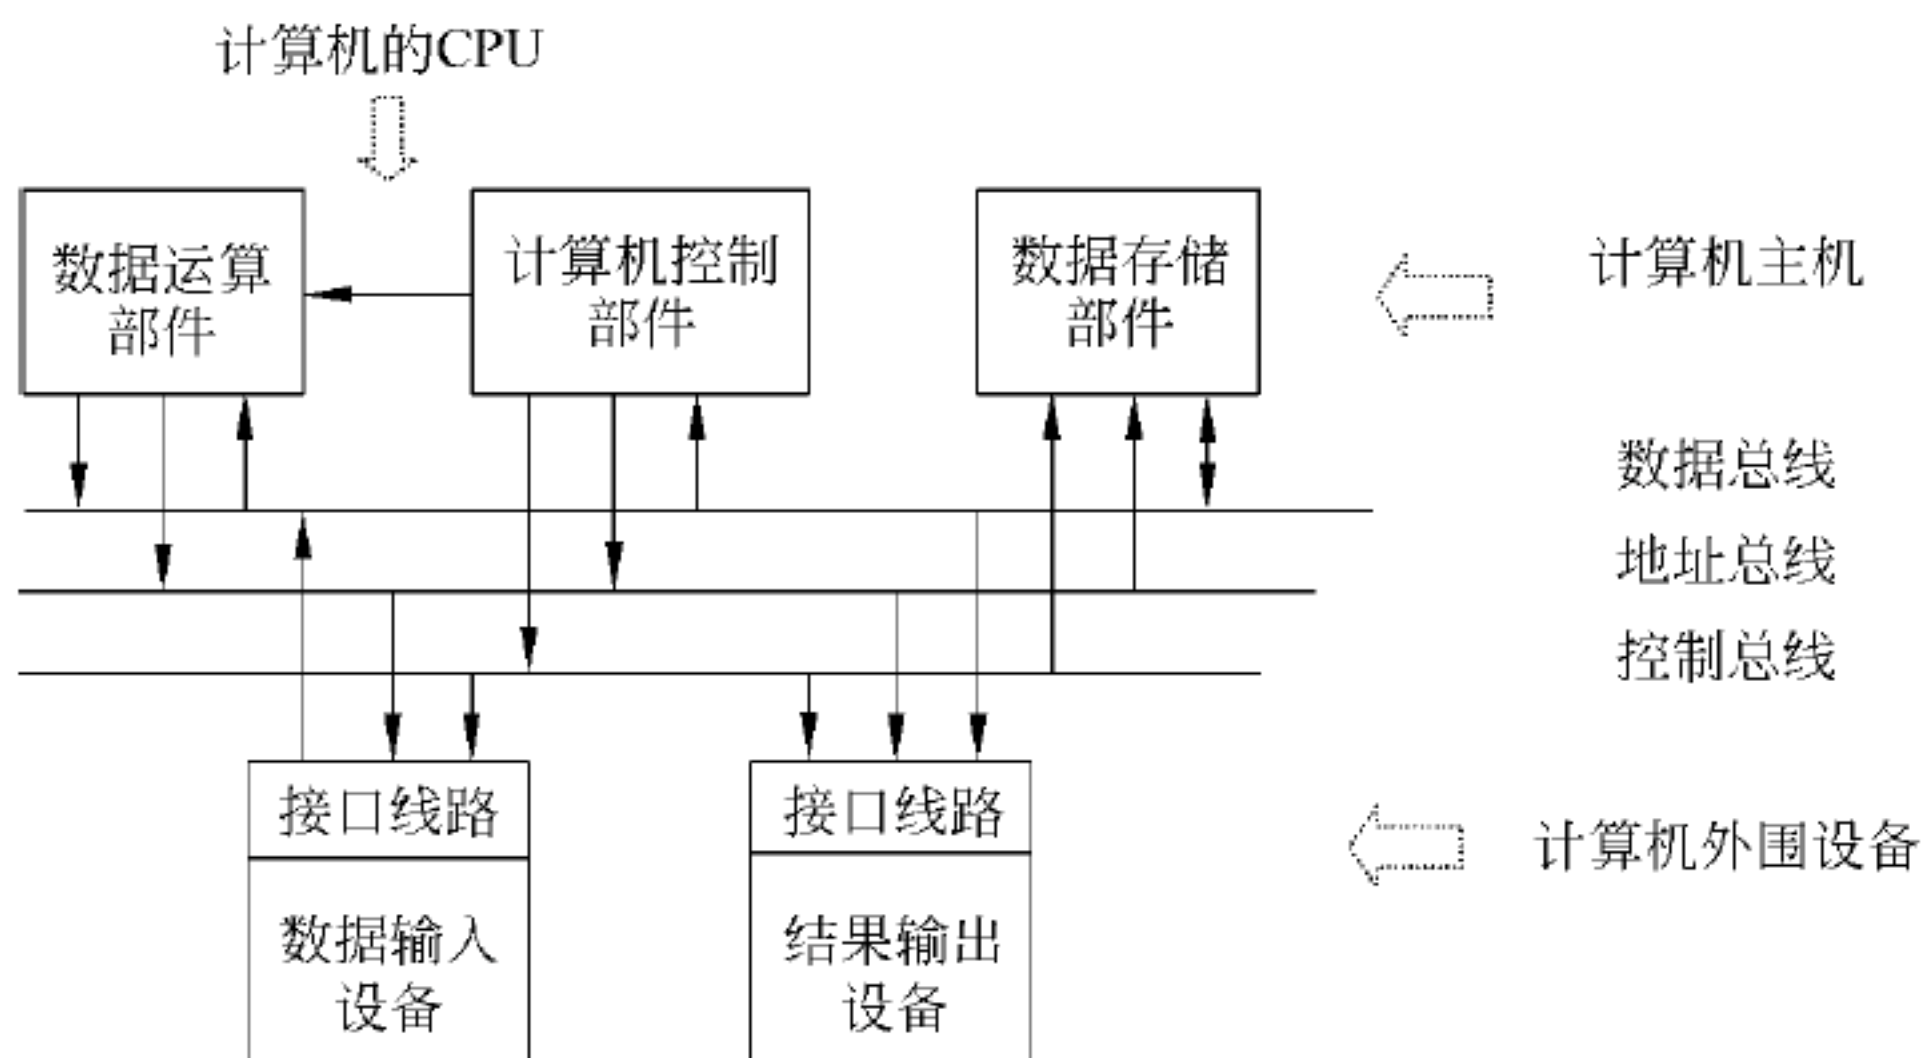 计算机的CPU
数据运算
部件
计算机控制
部件
数据存储
部件
计算机主机
数据总线
地址总线
控制总线
接口线路
数据输入
设备
接口线路
结果输出
设备
计算机外围设备